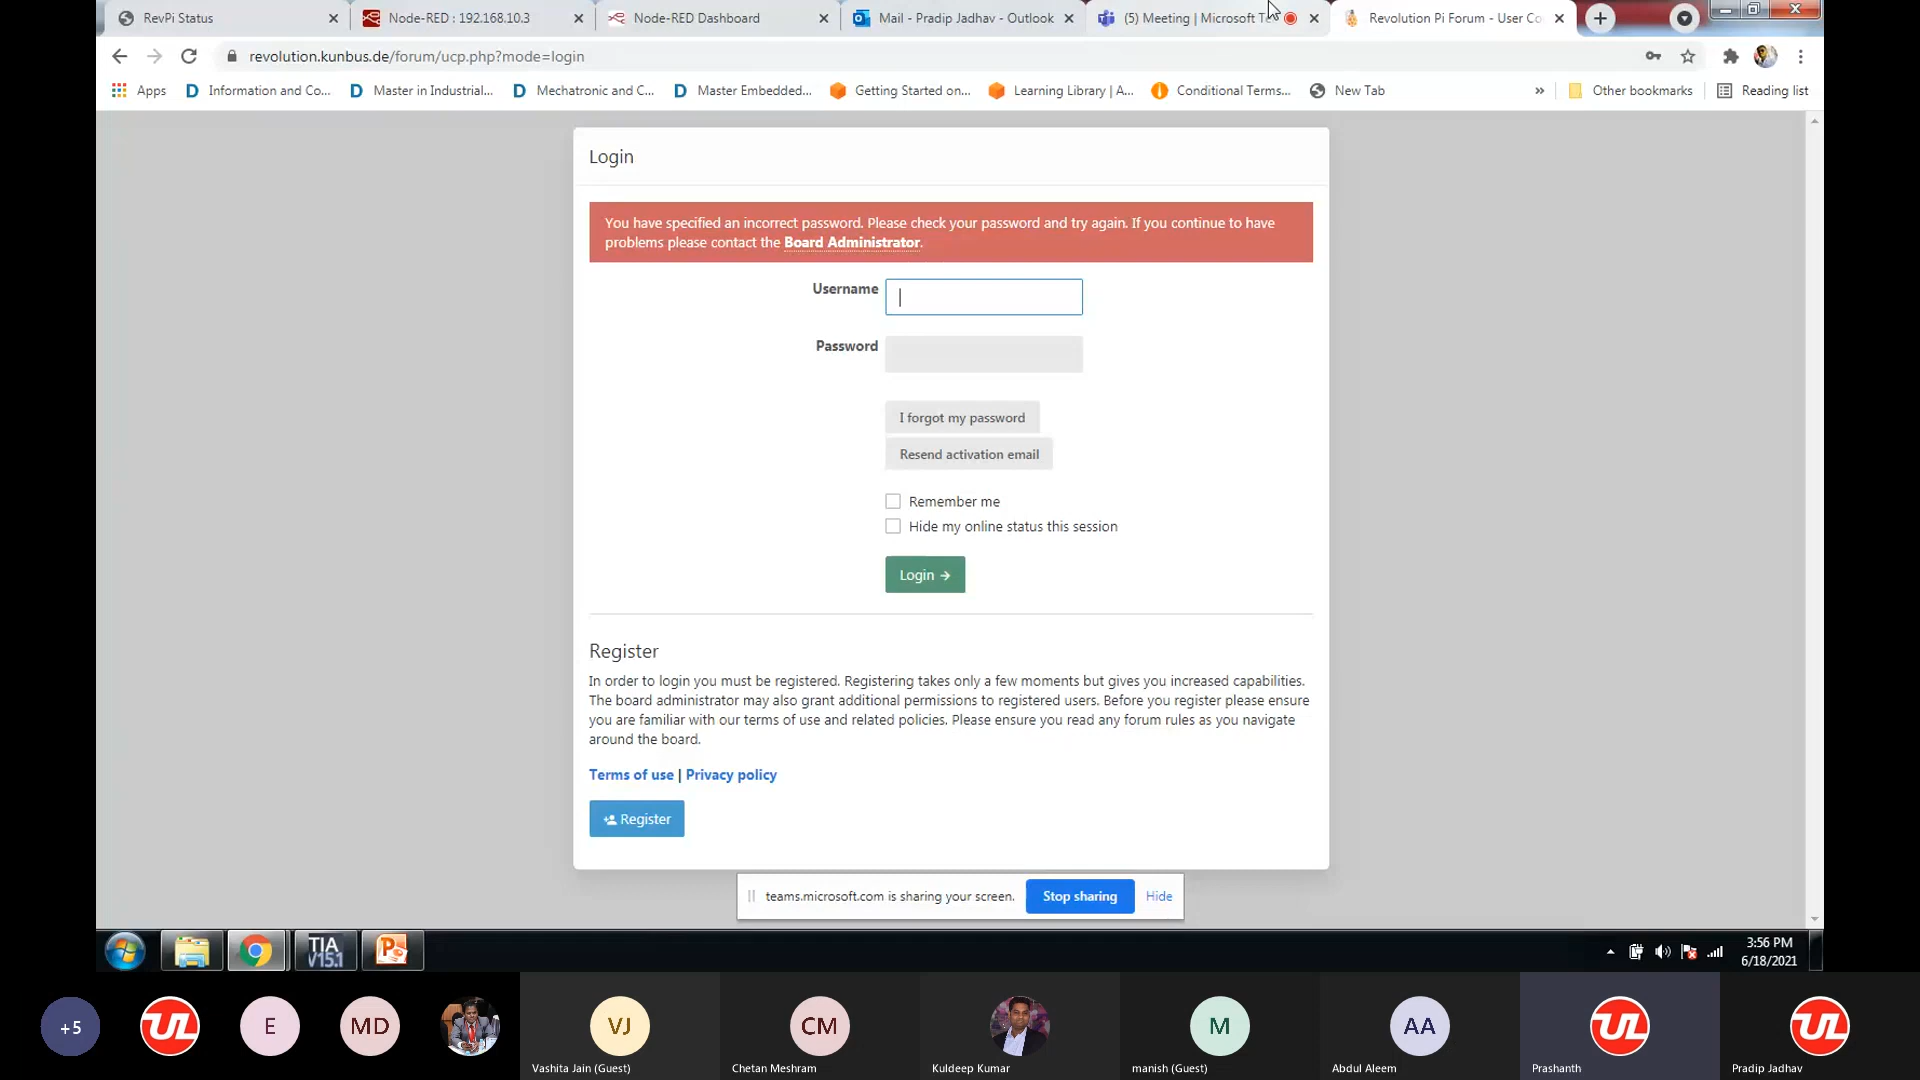 RevPi Status
Node-RED : 192.168.10.3
Node-RED Dashboard
Mail - Pradip Jadhav - Outlook
(5) Meeting | Microsoft T
Revolution Pi Forum - User Co
revolution.kunbus.de/forum/ucp.php?mode=login
Apps
Information and Co...
Master in Industrial...
Mechatronic and C...
Master Embedded...
Getting Started on...
Learning Library | A...
Conditional Terms...
New Tab
»
Other bookmarks
Reading list
Login
You have specified an incorrect password. Please check your password and try again. If you continue to have
problems please contact the Board Administrator.
Username
Password
I forgot my password
Resend activation email
Remember me
Hide my online status this session
Login
Register
In order to login you must be registered. Registering takes only a few moments but gives you increased capabilities.
The board administrator may also grant additional permissions to registered users. Before you register please ensure
you are familiar with our terms of use and related policies. Please ensure you read any forum rules as you navigate
around the board.
Terms of use | Privacy policy
Register
teams.microsoft.com is sharing your screen.
Stop sharing
Hide
TIA
V15.1
3:56 PM
6/18/2021
+5
E
MD
VJ
CM
M
AA
Vashita Jain (Guest)
Chetan Meshram
Kuldeep Kumar
manish (Guest)
Abdul Aleem
Prashanth
Pradip Jadhav